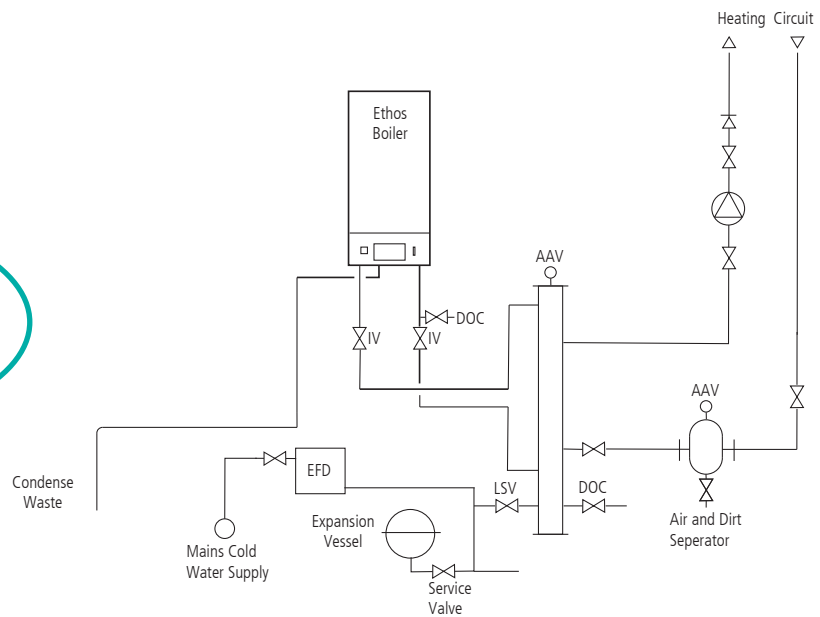 Heating Circuit
Ethos
Boiler
AAV
DOC
IV
IV
AAV
Condense
Waste
EFD
LSV
DOC
Expansion
Vessel
Air and Dirt
Seperator
Mains Cold
Water Supply
Service
Valve